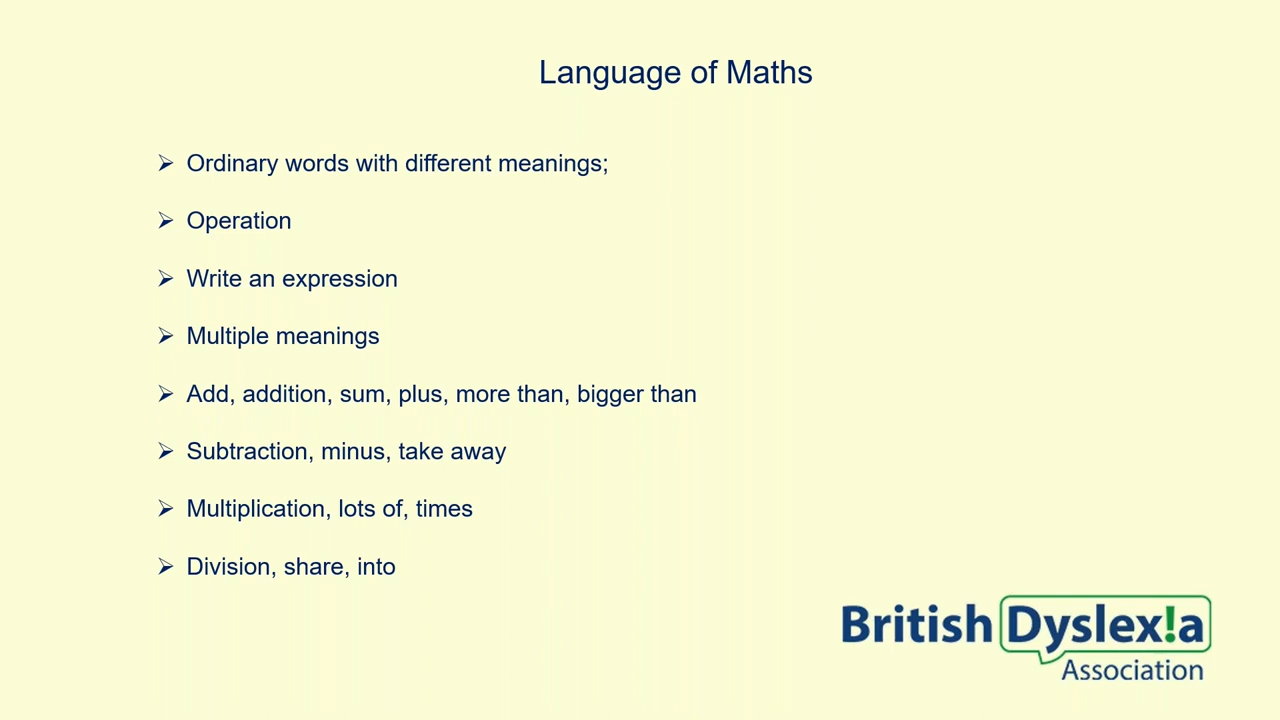 Language of Maths
Ordinary words with different meanings;
Operation
Write an expression
Multiple meanings
Add, addition, sum, plus, more than, bigger than
Subtraction, minus, take away
Multiplication, lots of, times
Division, share, into
British Dyslex!a
Association